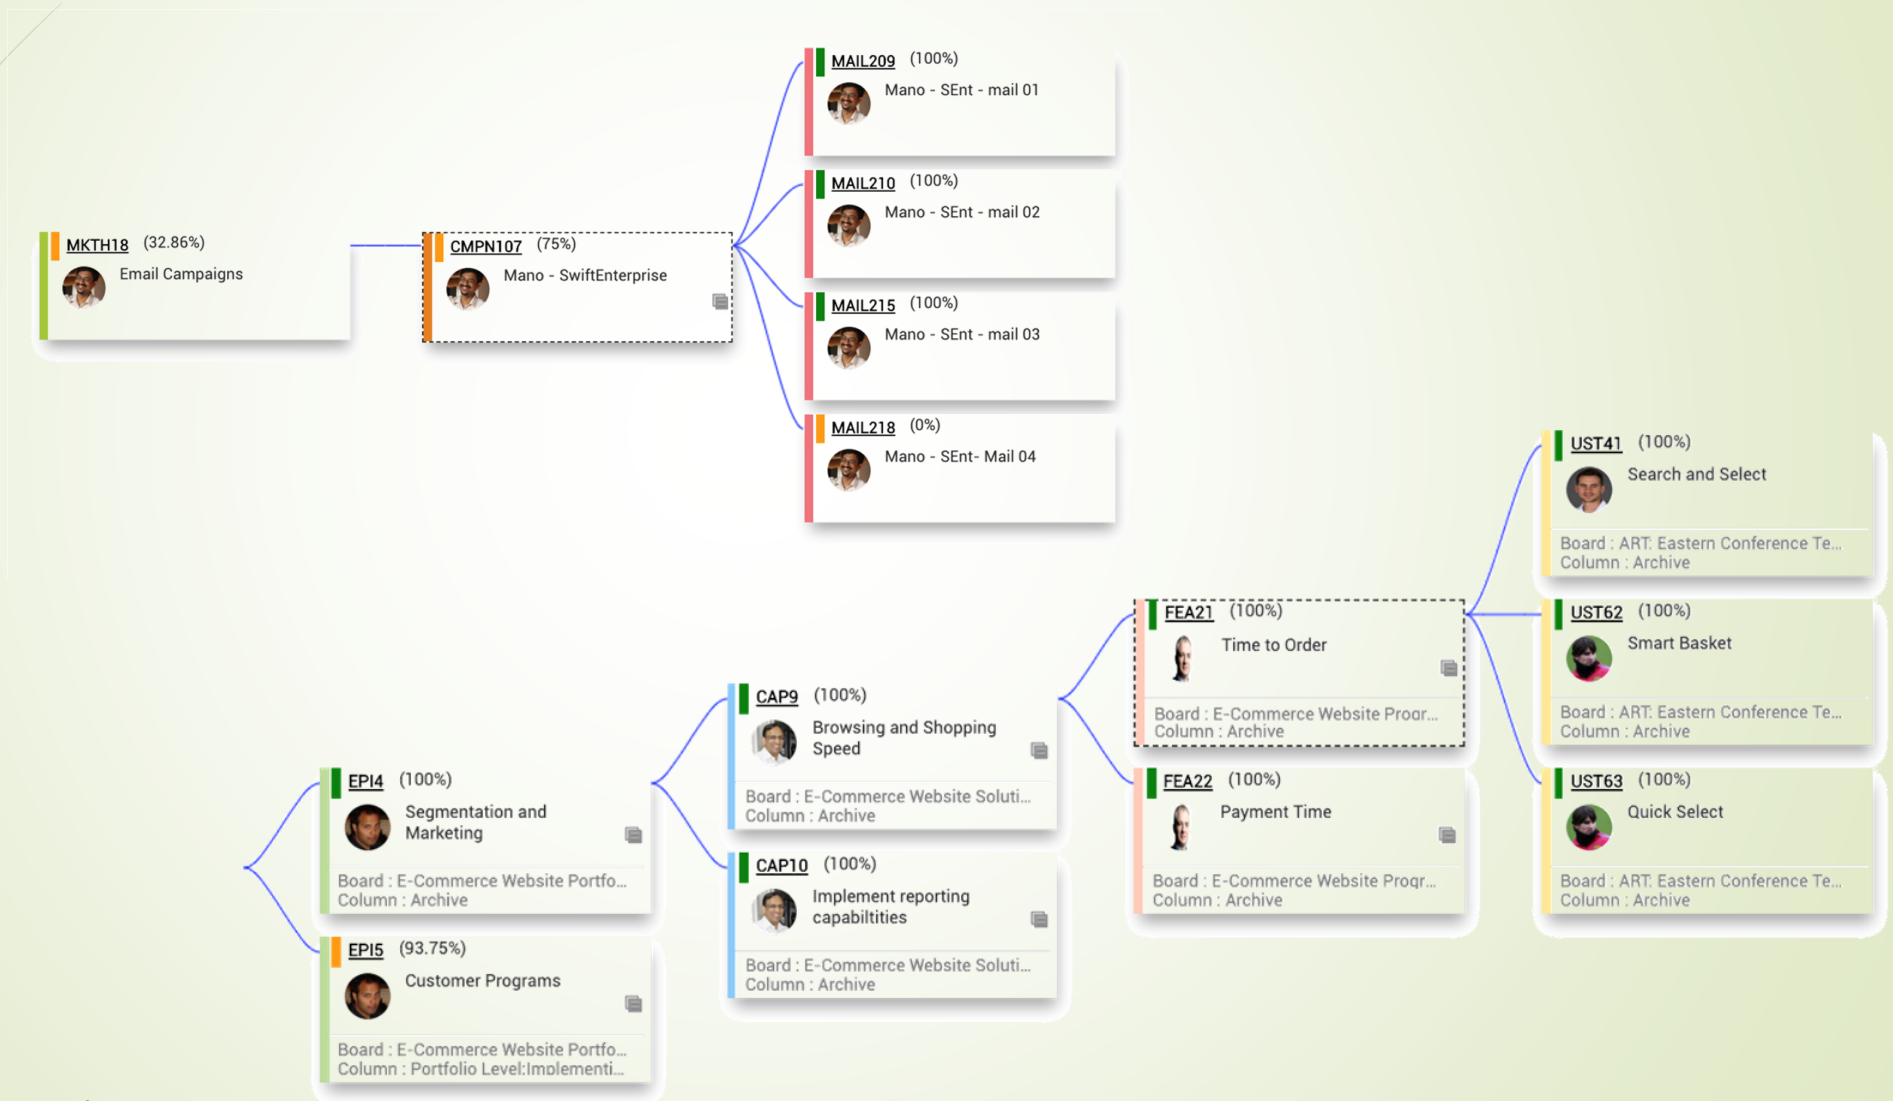 MAIL209 (100%)
Mano - SEnt - mail 01
MAIL210 (100%)
Mano - SEnt - mail 02
MKTH18 (32.86%)
Email Campaigns
CMPN107 (75%)
Mano - SwiftEnterprise
MAIL215 (100%)
Mano - SEnt - mail 03
MAIL218 (0%)
Mano - SEnt- Mail 04
UST41 (100%)
Search and Select
Board : ART: Eastern Conference Te...
Column : Archive
FEA21 (100%)
Time to Order
Board : E-Commerce Website Progr...
Column : Archive
UST62 (100%)
Smart Basket
Board : ART: Eastern Conference Te...
Column : Archive
CAP9 (100%)
Browsing and Shopping
Speed
Board : E-Commerce Website Soluti...
Column : Archive
EPI4 (100%)
Segmentation and
Marketing
Board : E-Commerce Website Portfo...
Column : Archive
FEA22 (100%)
Payment Time
Board : E-Commerce Website Progr...
Column : Archive
UST63 (100%)
Quick Select
Board : ART: Eastern Conference Te...
Column : Archive
CAP10 (100%)
Implement reporting
capabiltities
Board : E-Commerce Website Soluti...
Column : Archive
EPI5 (93.75%)
Customer Programs
Board : E-Commerce Website Portfo...
Column : Portfolio Level:Implementi...